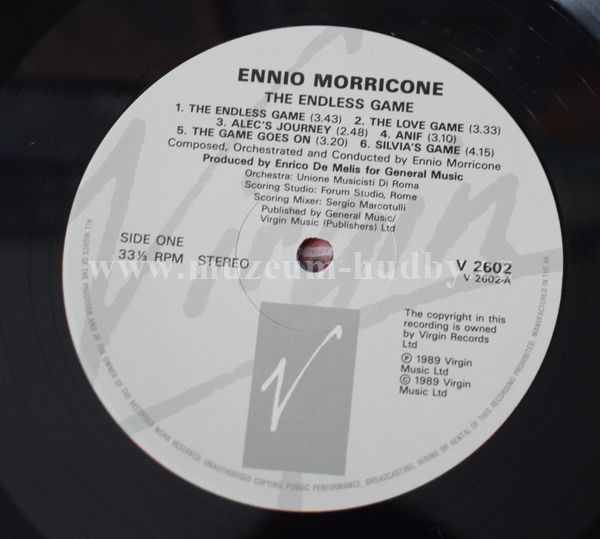 ENNIO MORRICONE
THE ENDLESS GAME
1. THE ENDLESS GAME (3.43) 2. THE LOVE GAME (3.33)
3. ALEC'S JOURNEY (2.48) 4. ANIF (3.10)
5. THE GAME GOES ON (3.20) 6. SILVIA'S GAME (4.15)
Composed, Orchestrated and Conducted by Ennio Morricone
Produced by Enrico De Melis for General Music
Orchestra: Unione Musicisti Di Roma
Scoring Studio: Forum Studio, Rome
Scoring Mixer: Sergio Marcotulli
Published by General Music/
Virgin Music (Publishers) Ltd
SIDE ONE
33⅓ RPM STEREO
V 2602
V 2602-A
www.muzeum-hudby.cz
Virgin
The copyright in this
recording is owned
by Virgin Records
Ltd
Ⓟ 1989 Virgin
Music Ltd
© 1989 Virgin
Music Ltd
ALL RIGHTS OF THE PRODUCER AND OF THE OWNER OF THE RECORDED WORK RESERVED. UNAUTHORISED COPYING, PUBLIC PERFORMANCE, BROADCASTING, HIRING OR RENTAL OF THIS RECORDING PROHIBITED. MANUFACTURED IN THE UK